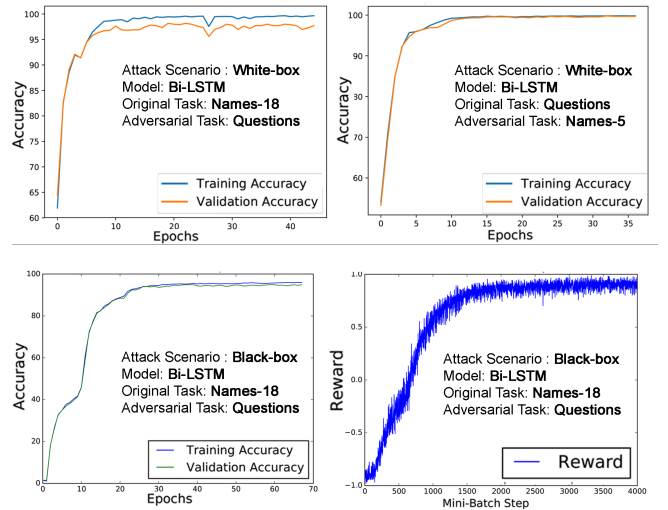 100
95
90
85
80
75
70
65
60
Accuracy
Attack Scenario : White-box
Model: Bi-LSTM
Original Task: Names-18
Adversarial Task: Questions
Training Accuracy
Validation Accuracy
0 10 20 30 40
Epochs
100
90
80
70
60
Accuracy
Attack Scenario : White-box
Model: Bi-LSTM
Original Task: Questions
Adversarial Task: Names-5
Training Accuracy
Validation Accuracy
0 5 10 15 20 25 30 35
Epochs
100
80
60
40
20
0
Accuracy
Attack Scenario : Black-box
Model: Bi-LSTM
Original Task: Names-18
Adversarial Task: Questions
Training Accuracy
Validation Accuracy
0 10 20 30 40 50 60 70
Epochs
1.0
0.5
0.0
−0.5
−1.0
Reward
Attack Scenario : Black-box
Model: Bi-LSTM
Original Task: Names-18
Adversarial Task: Questions
Reward
0 500 1000 1500 2000 2500 3000 3500 4000
Mini-Batch Step